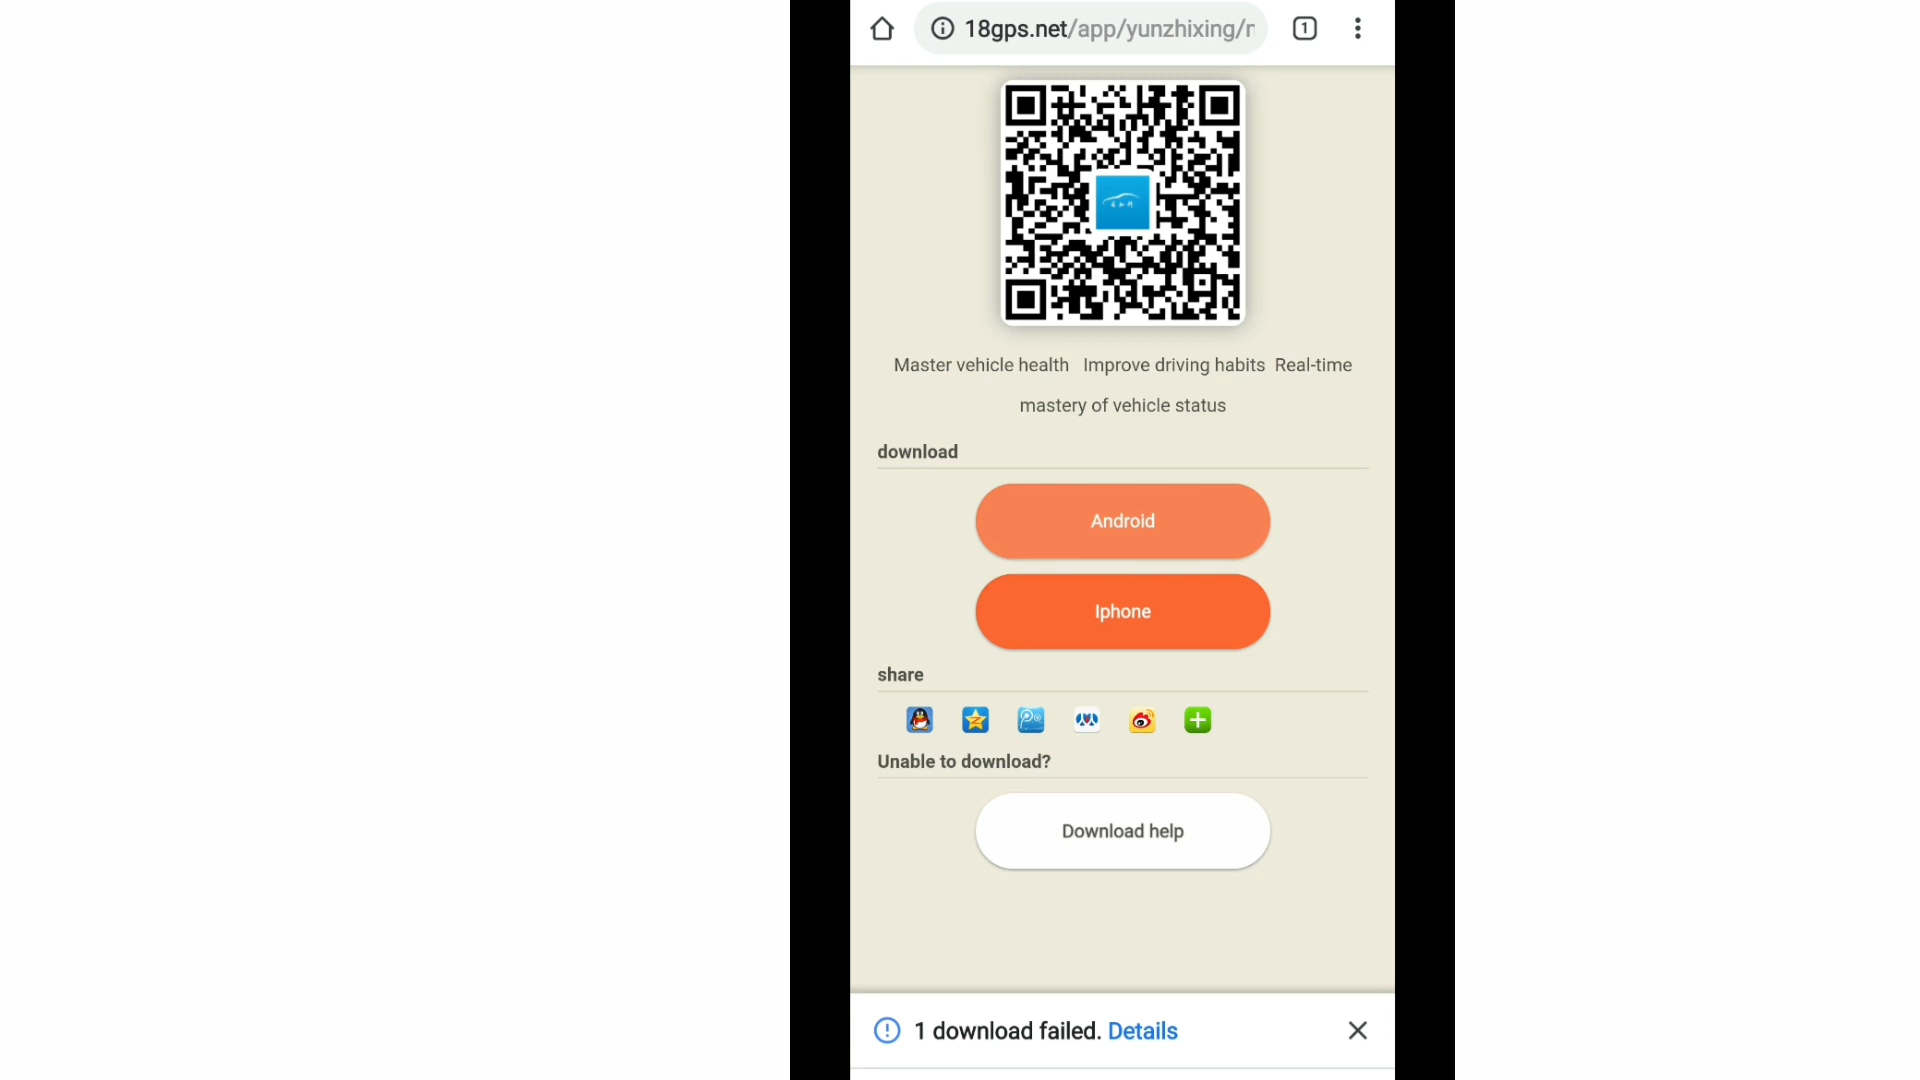 18gps.net/app/yunzhixing/
1
Master vehicle health Improve driving habits Real-time
mastery of vehicle status
download
Android
Iphone
share
Unable to download?
Download help
1 download failed. Details